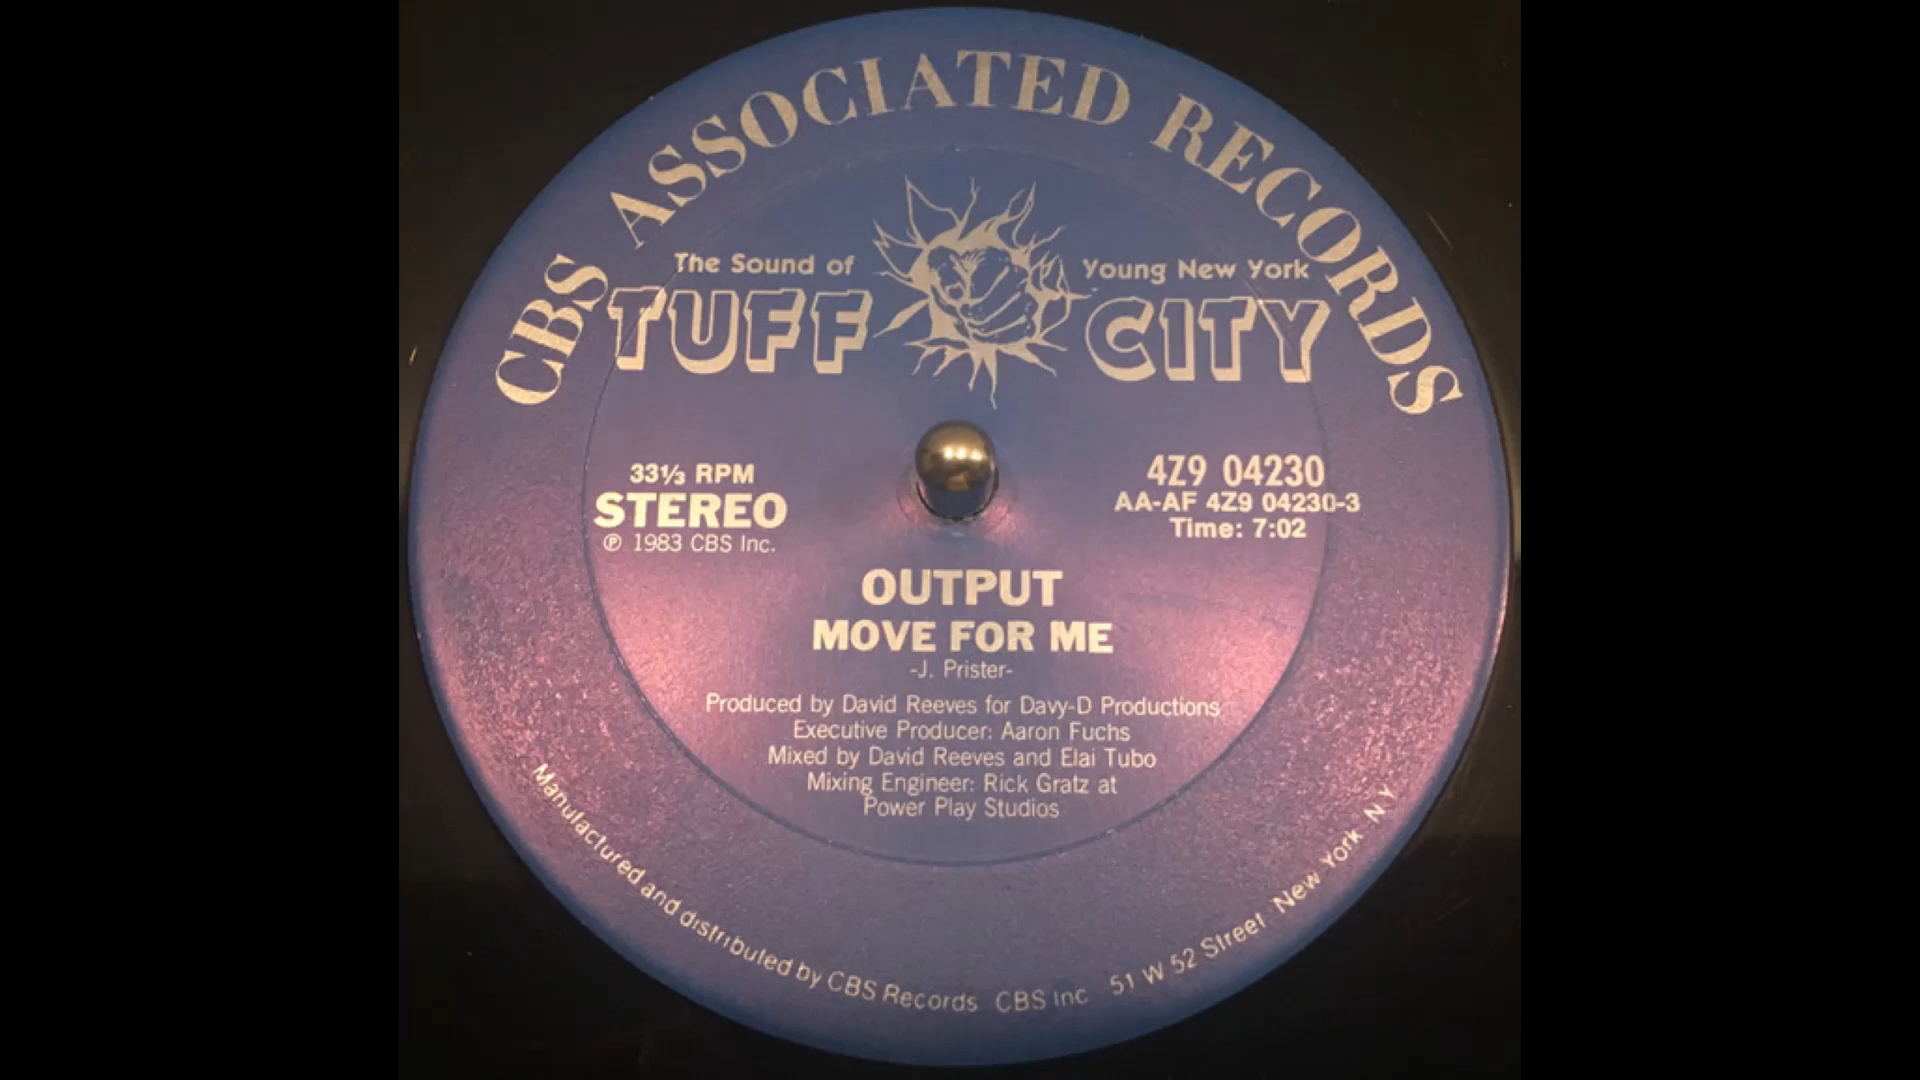 CBS ASSOCIATED RECORDS
The Sound of Young New York
TUFF CITY
33⅓ RPM
STEREO
℗ 1983 CBS Inc.
4Z9 04230
AA-AF 4Z9 04230-3
Time: 7:02
OUTPUT
MOVE FOR ME
-J. Prister-
Produced by David Reeves for Davy-D Productions
Executive Producer: Aaron Fuchs
Mixed by David Reeves and Elai Tubo
Mixing Engineer: Rick Gratz at
Power Play Studios
Manufactured and distributed by CBS Records CBS Inc 51 W 52 Street New York N Y